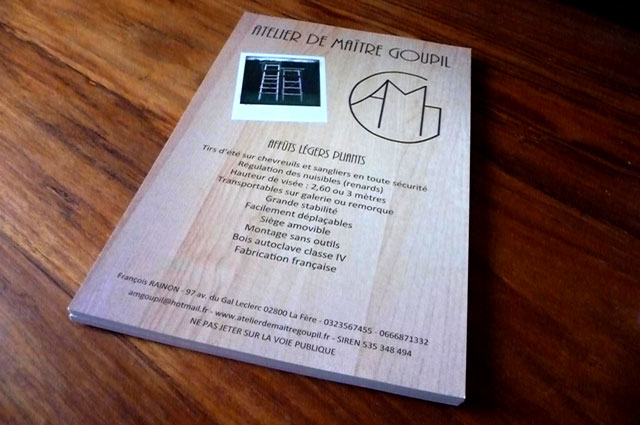 ATELIER DE MAÎTRE GOUPIL
AMG
AFFÛTS LÉGERS PLIANTS
Tirs d'été sur chevreuils et sangliers en toute sécurité
Régulation des nuisibles (renards)
Hauteur de visée : 2,60 ou 3 mètres
Transportables sur galerie ou remorque
Grande stabilité
Facilement déplaçables
Siège amovible
Montage sans outils
Bois autoclave classe IV
Fabrication française
François RAINON - 97 av. du Gal Leclerc 02800 La Fère - 0323567455 - 0666871332
amgoupil@hotmail.fr - www.atelierdemaitregoupil.fr - SIREN 535 348 494
NE PAS JETER SUR LA VOIE PUBLIQUE